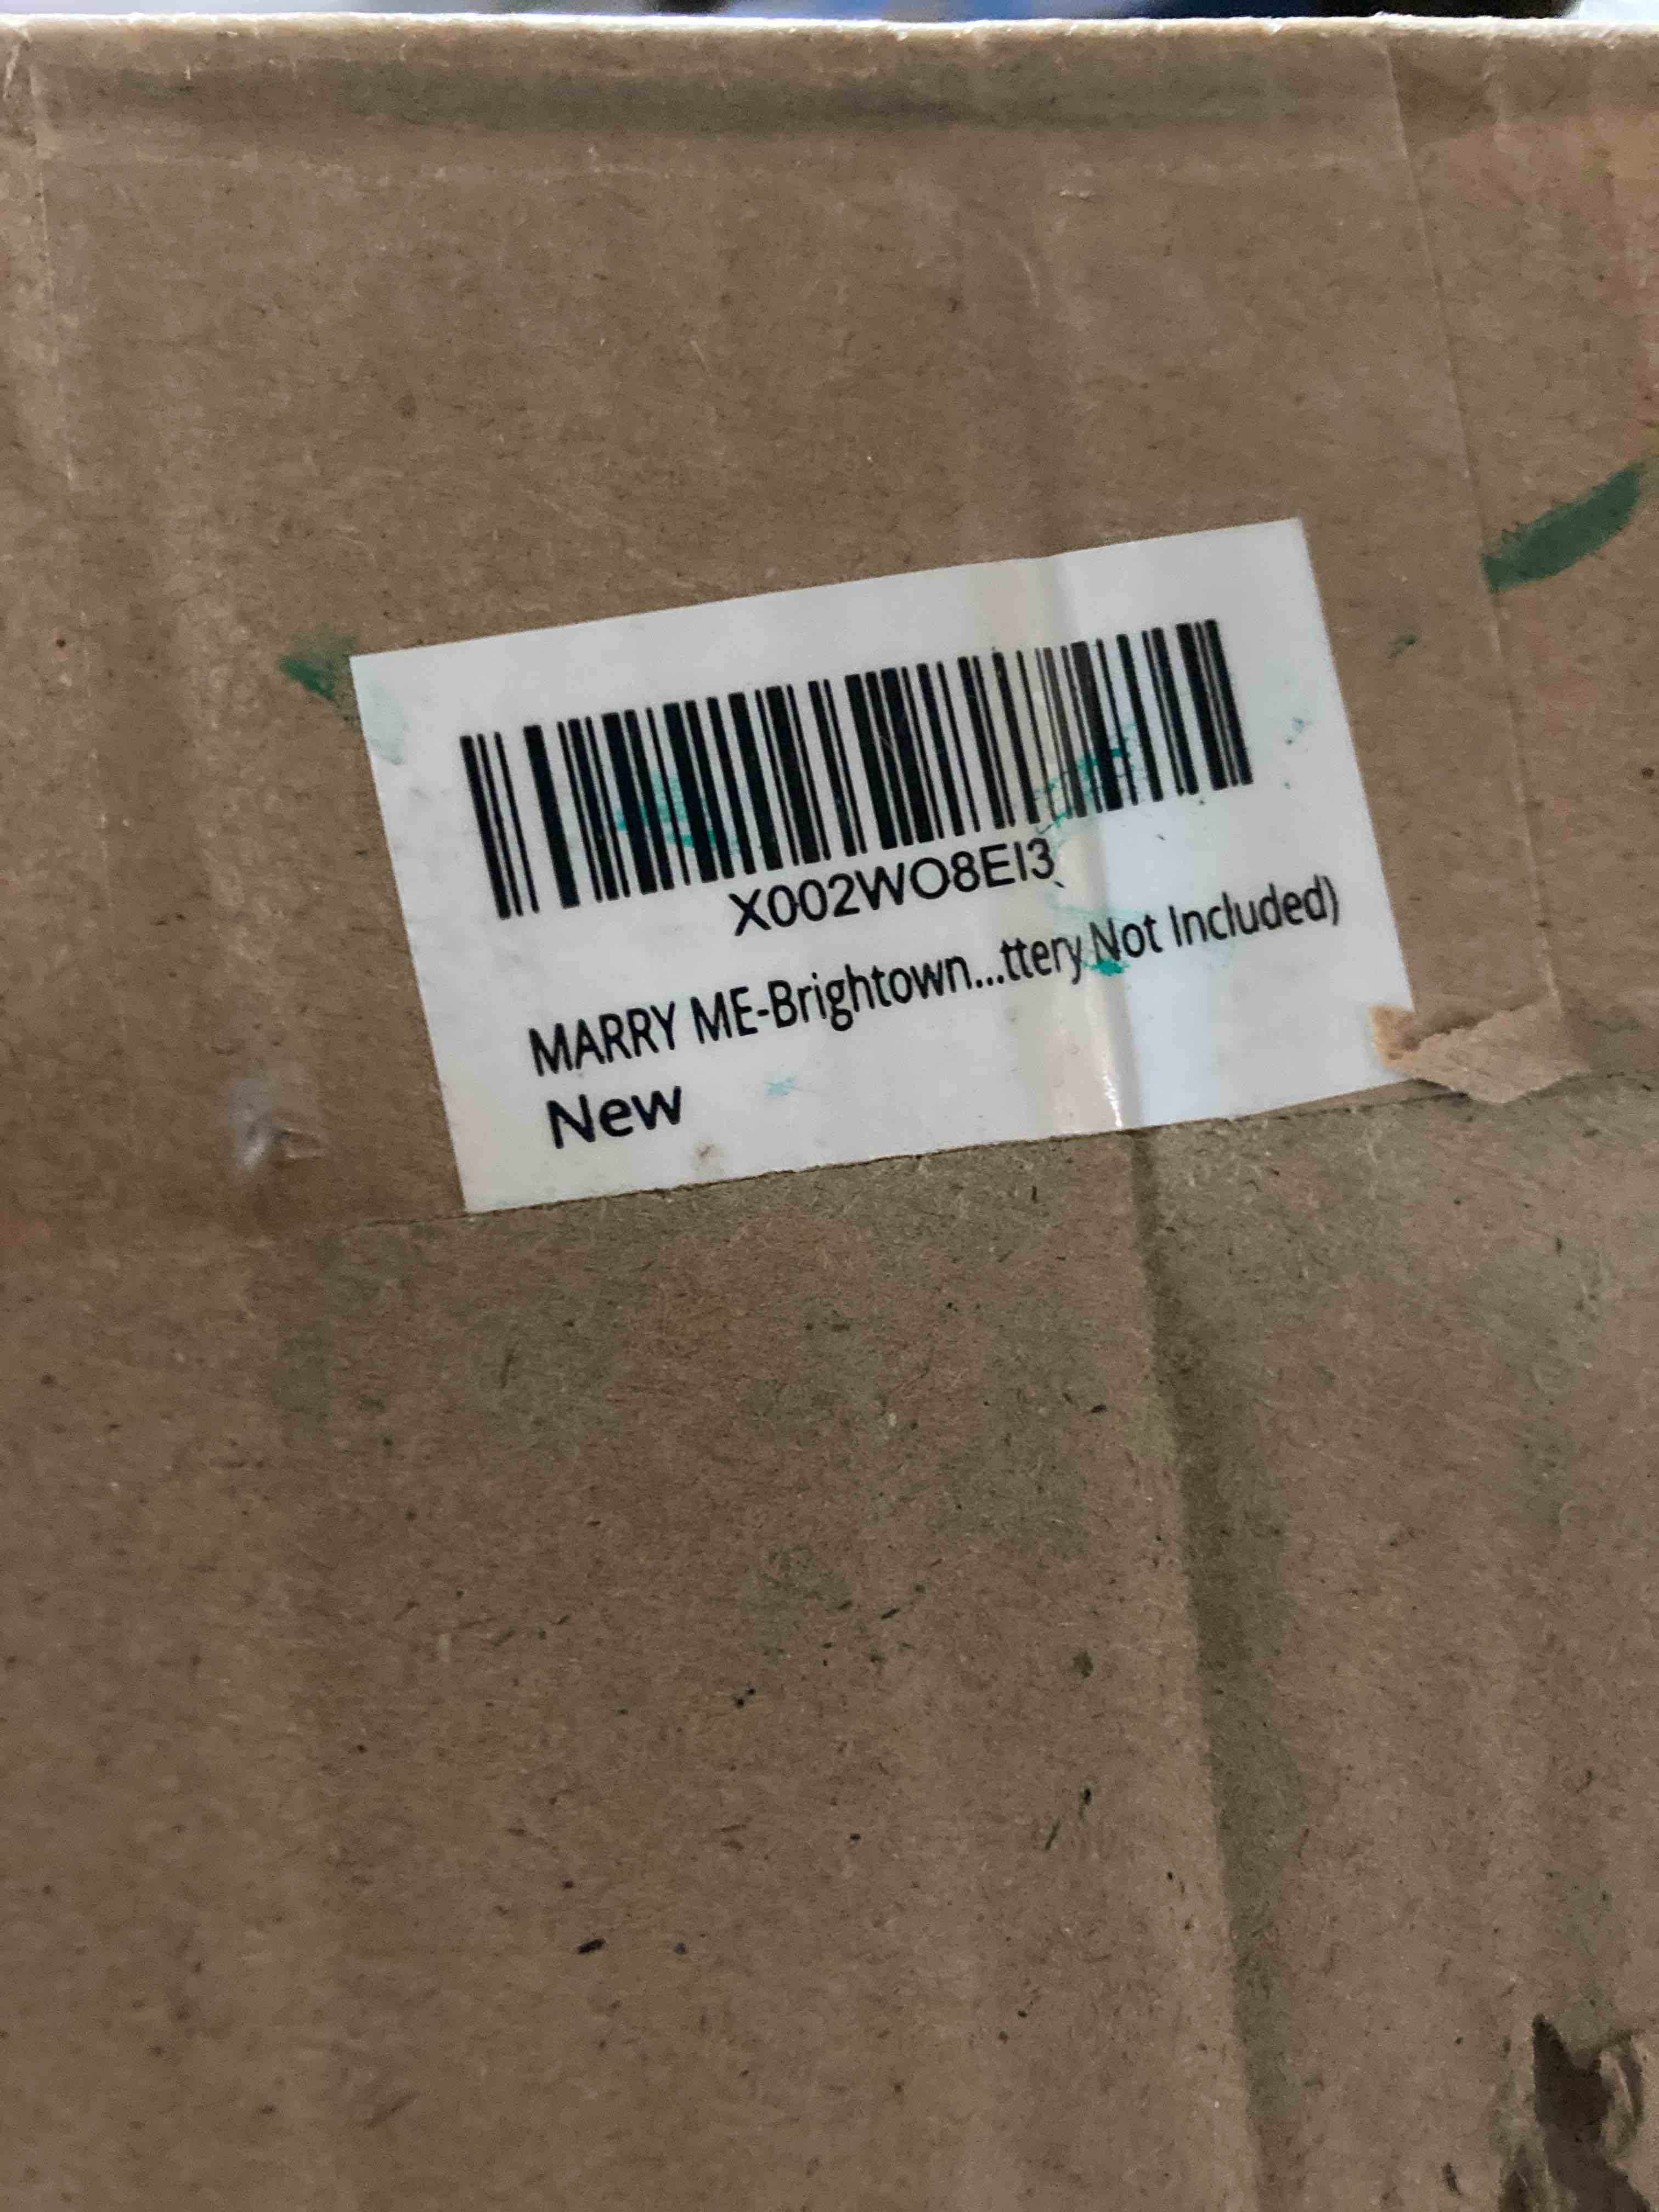 X002WO8EI3
MARRY ME-Brightown...ttery Not Included)
New